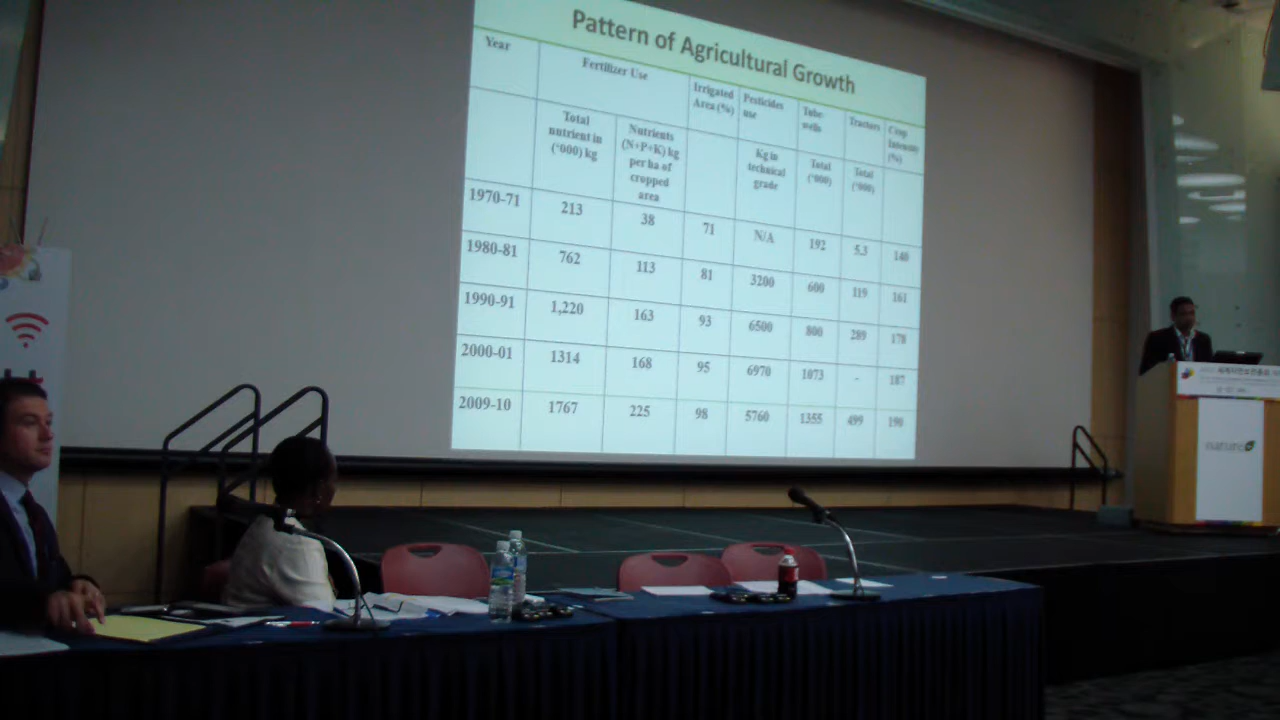 Pattern of Agricultural Growth
Year
Fertilizer Use
Irrigated
Area (%)
Pesticides
use
Tube-
wells
Tractors
Crop
Intensity
(%)
Total
nutrient in
('000) kg
Nutrients
(N+P+K) kg
per ha of
cropped
area
Kg in
technical
grade
Total
('000)
Total
('000)
1970-71 213 38 71 N/A 192 5.5 140
1980-81 762 113 81 3200 600 119 161
1990-91 1,220 163 93 6500 800 289 178
2000-01 1314 168 95 6970 1073 - 187
2009-10 1767 225 98 5760 1355 499 190
nature